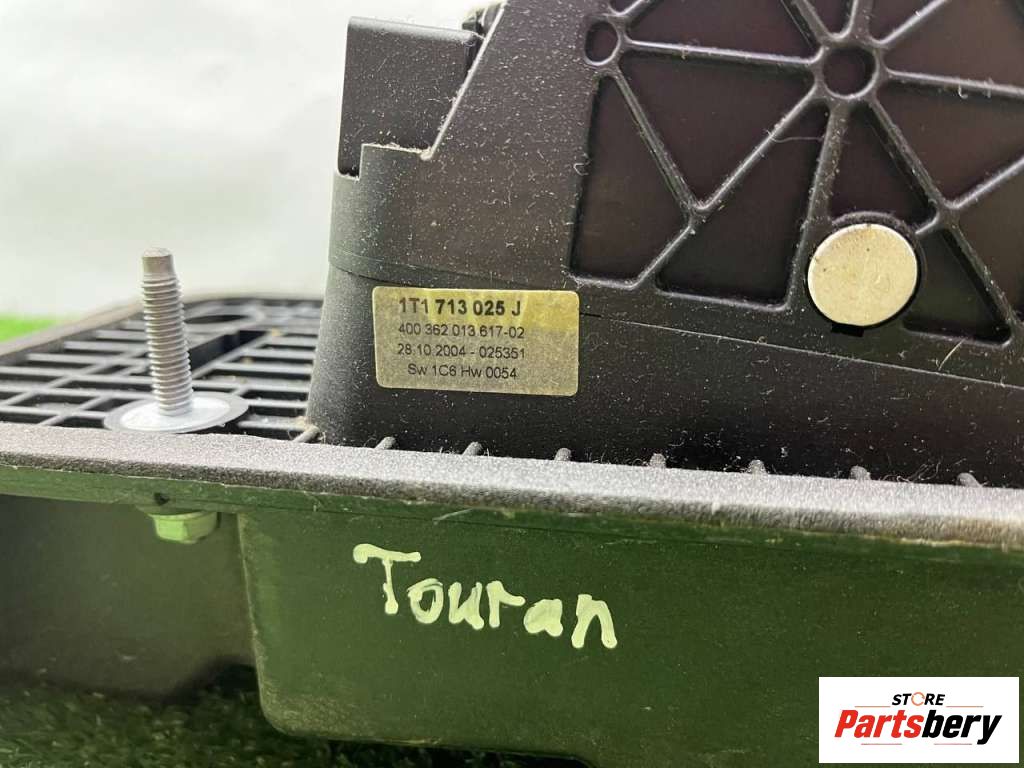 1T1 713 025 J
400 362 013 617-02
28.10.2004 - 025351
Sw 1C6 Hw 0054
Touran
STORE
Partsbery